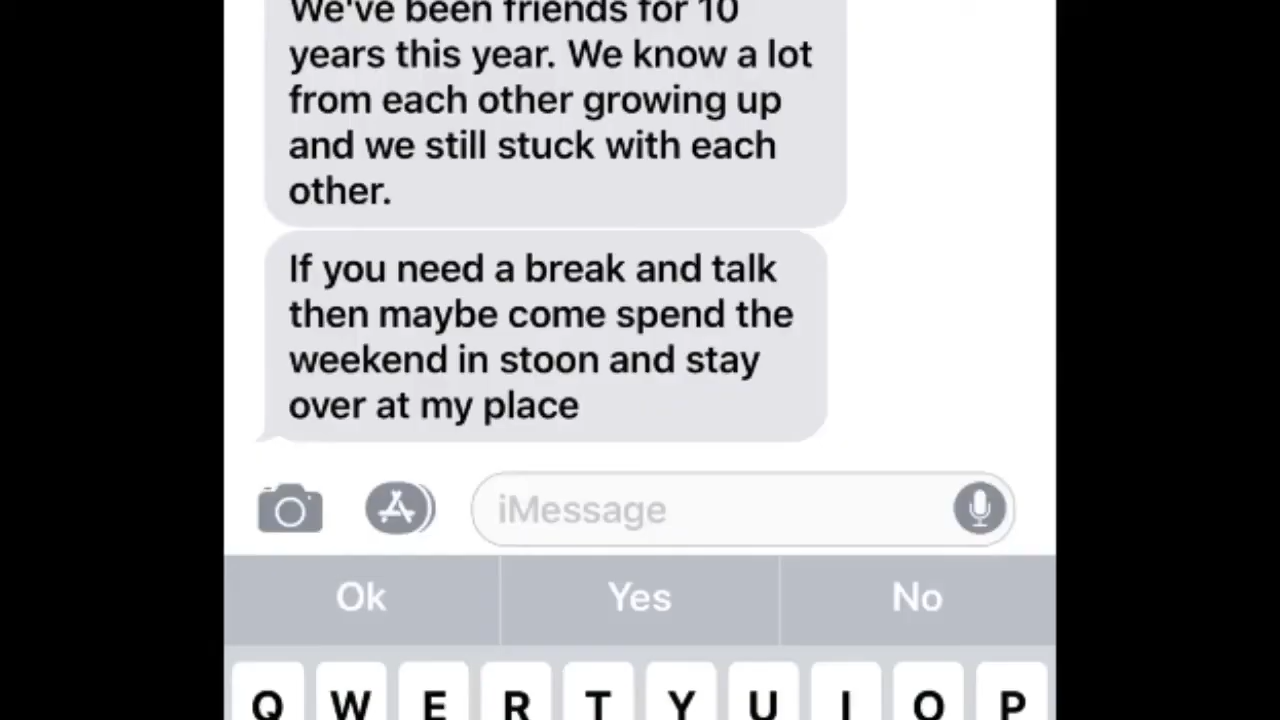 We've been friends for 10
years this year. We know a lot
from each other growing up
and we still stuck with each
other.
If you need a break and talk
then maybe come spend the
weekend in stoon and stay
over at my place
iMessage
Ok Yes No
Q W E R T Y U I O P